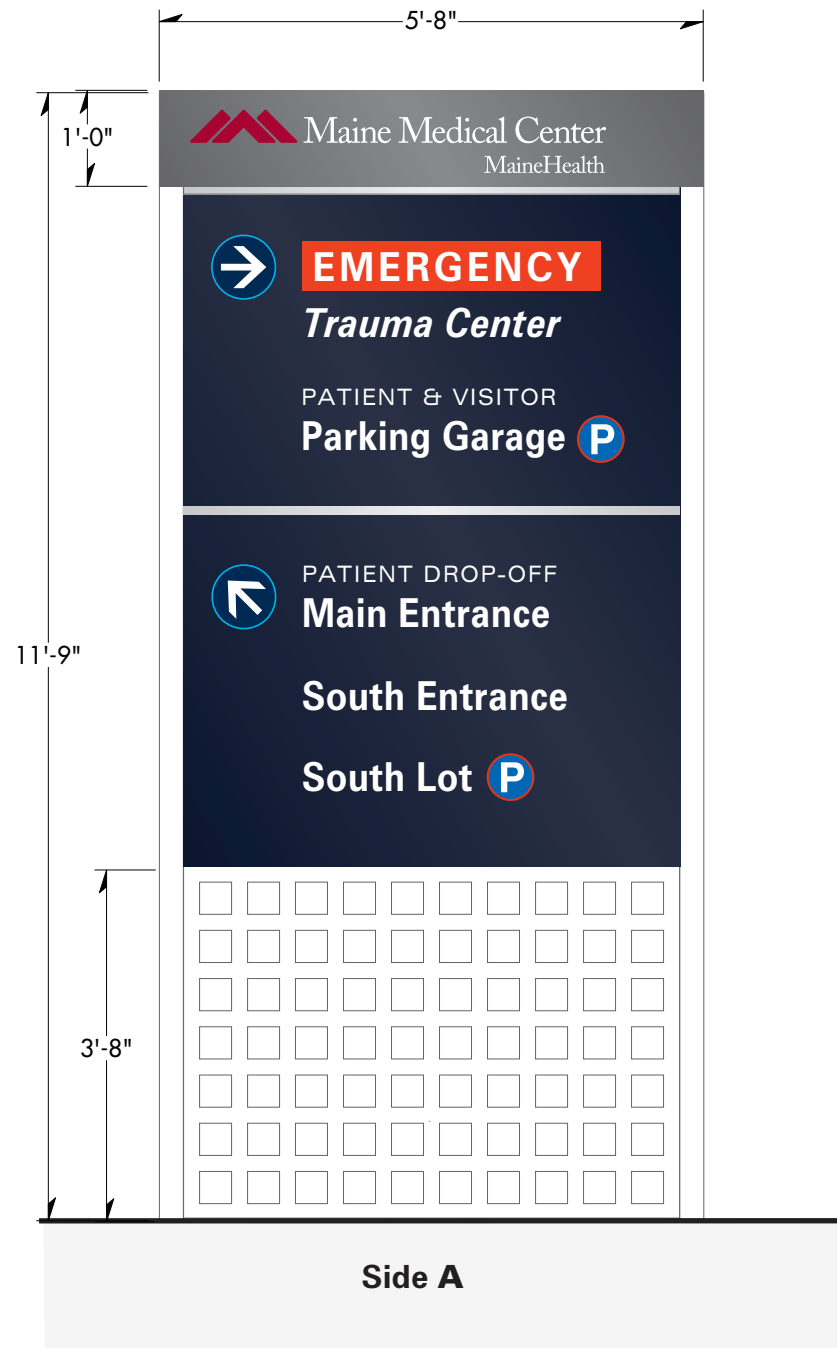 5'-8"
1'-0"
Maine Medical Center
MaineHealth
EMERGENCY
Trauma Center
PATIENT & VISITOR
Parking Garage P
PATIENT DROP-OFF
Main Entrance
11'-9"
South Entrance
South Lot P
3'-8"
Side A